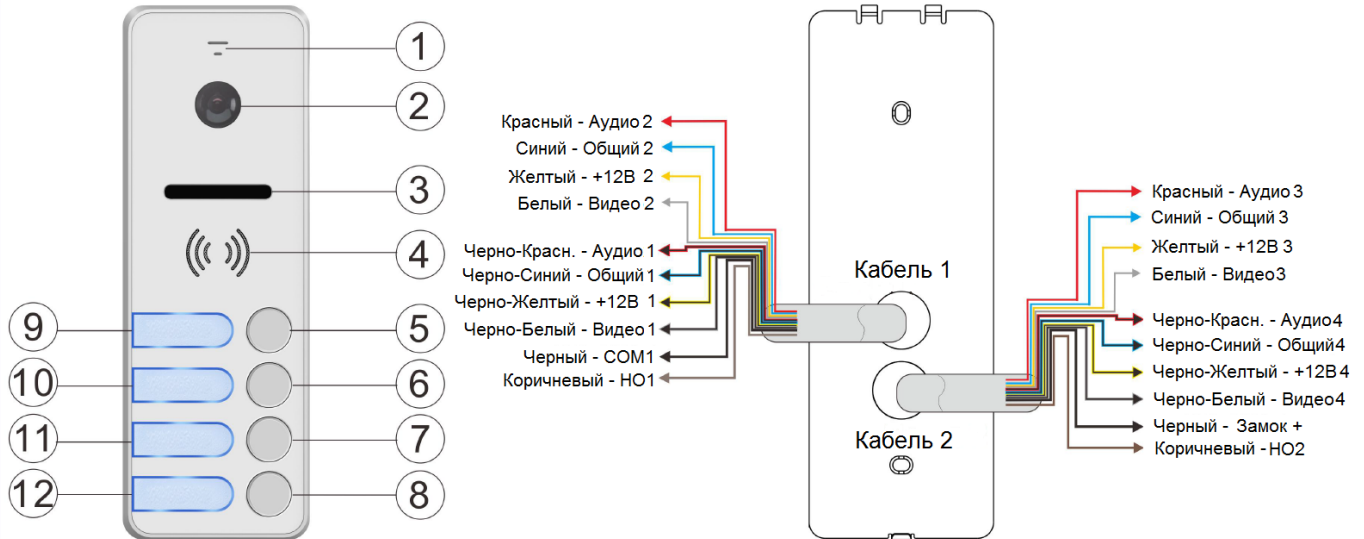 1
2
3
4
5
6
7
8
9
10
11
12
Красный - Аудио 2
Синий - Общий 2
Желтый - +12В 2
Белый - Видео 2
Черно-Красн. - Аудио 1
Черно-Синий - Общий 1
Черно-Желтый - +12В 1
Черно-Белый - Видео 1
Черный - COM1
Коричневый - НО1
Кабель 1
Кабель 2
Красный - Аудио 3
Синий - Общий 3
Желтый - +12В 3
Белый - Видео3
Черно-Красн. - Аудио4
Черно-Синий - Общий4
Черно-Желтый - +12В4
Черно-Белый - Видео4
Черный - Замок +
Коричневый -НО2